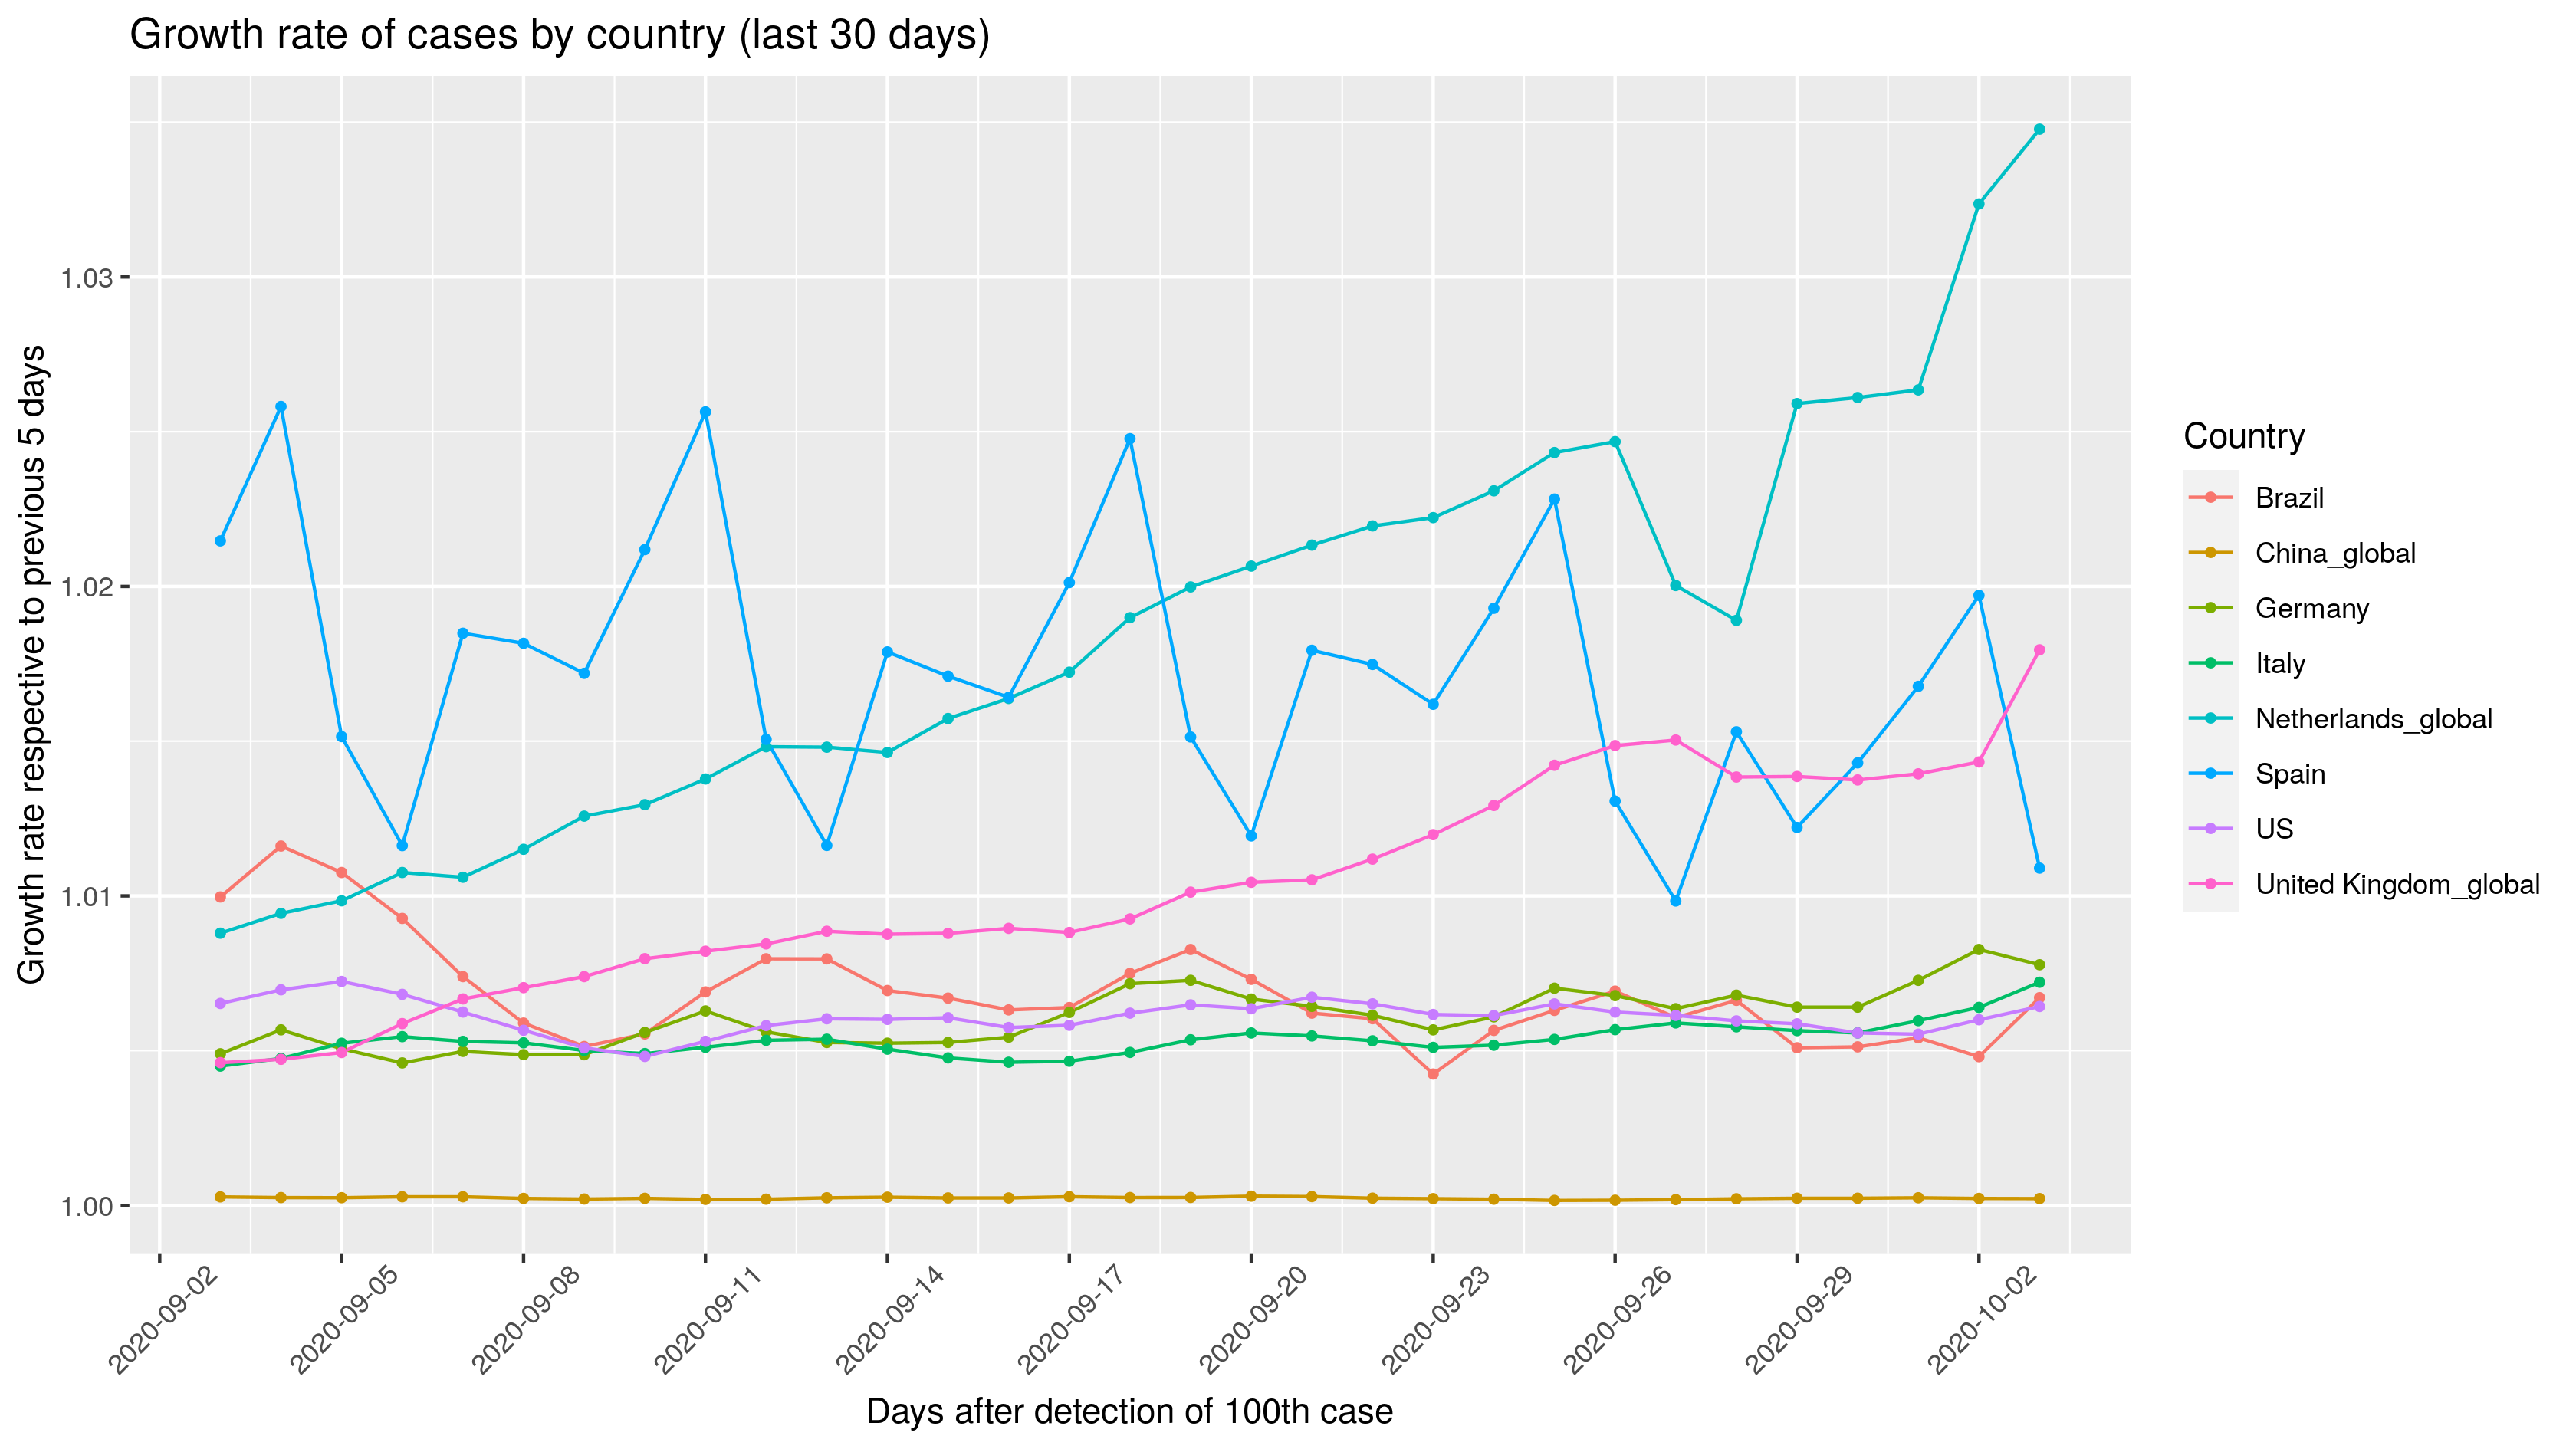 Growth rate of cases by country (last 30 days)
Growth rate respective to previous 5 days
1.03
1.02
1.01
1.00
2020-09-02
2020-09-05
2020-09-08
2020-09-11
2020-09-14
2020-09-17
2020-09-20
2020-09-23
2020-09-26
2020-09-29
2020-10-02
Days after detection of 100th case
Country
Brazil
China_global
Germany
Italy
Netherlands_global
Spain
US
United Kingdom_global